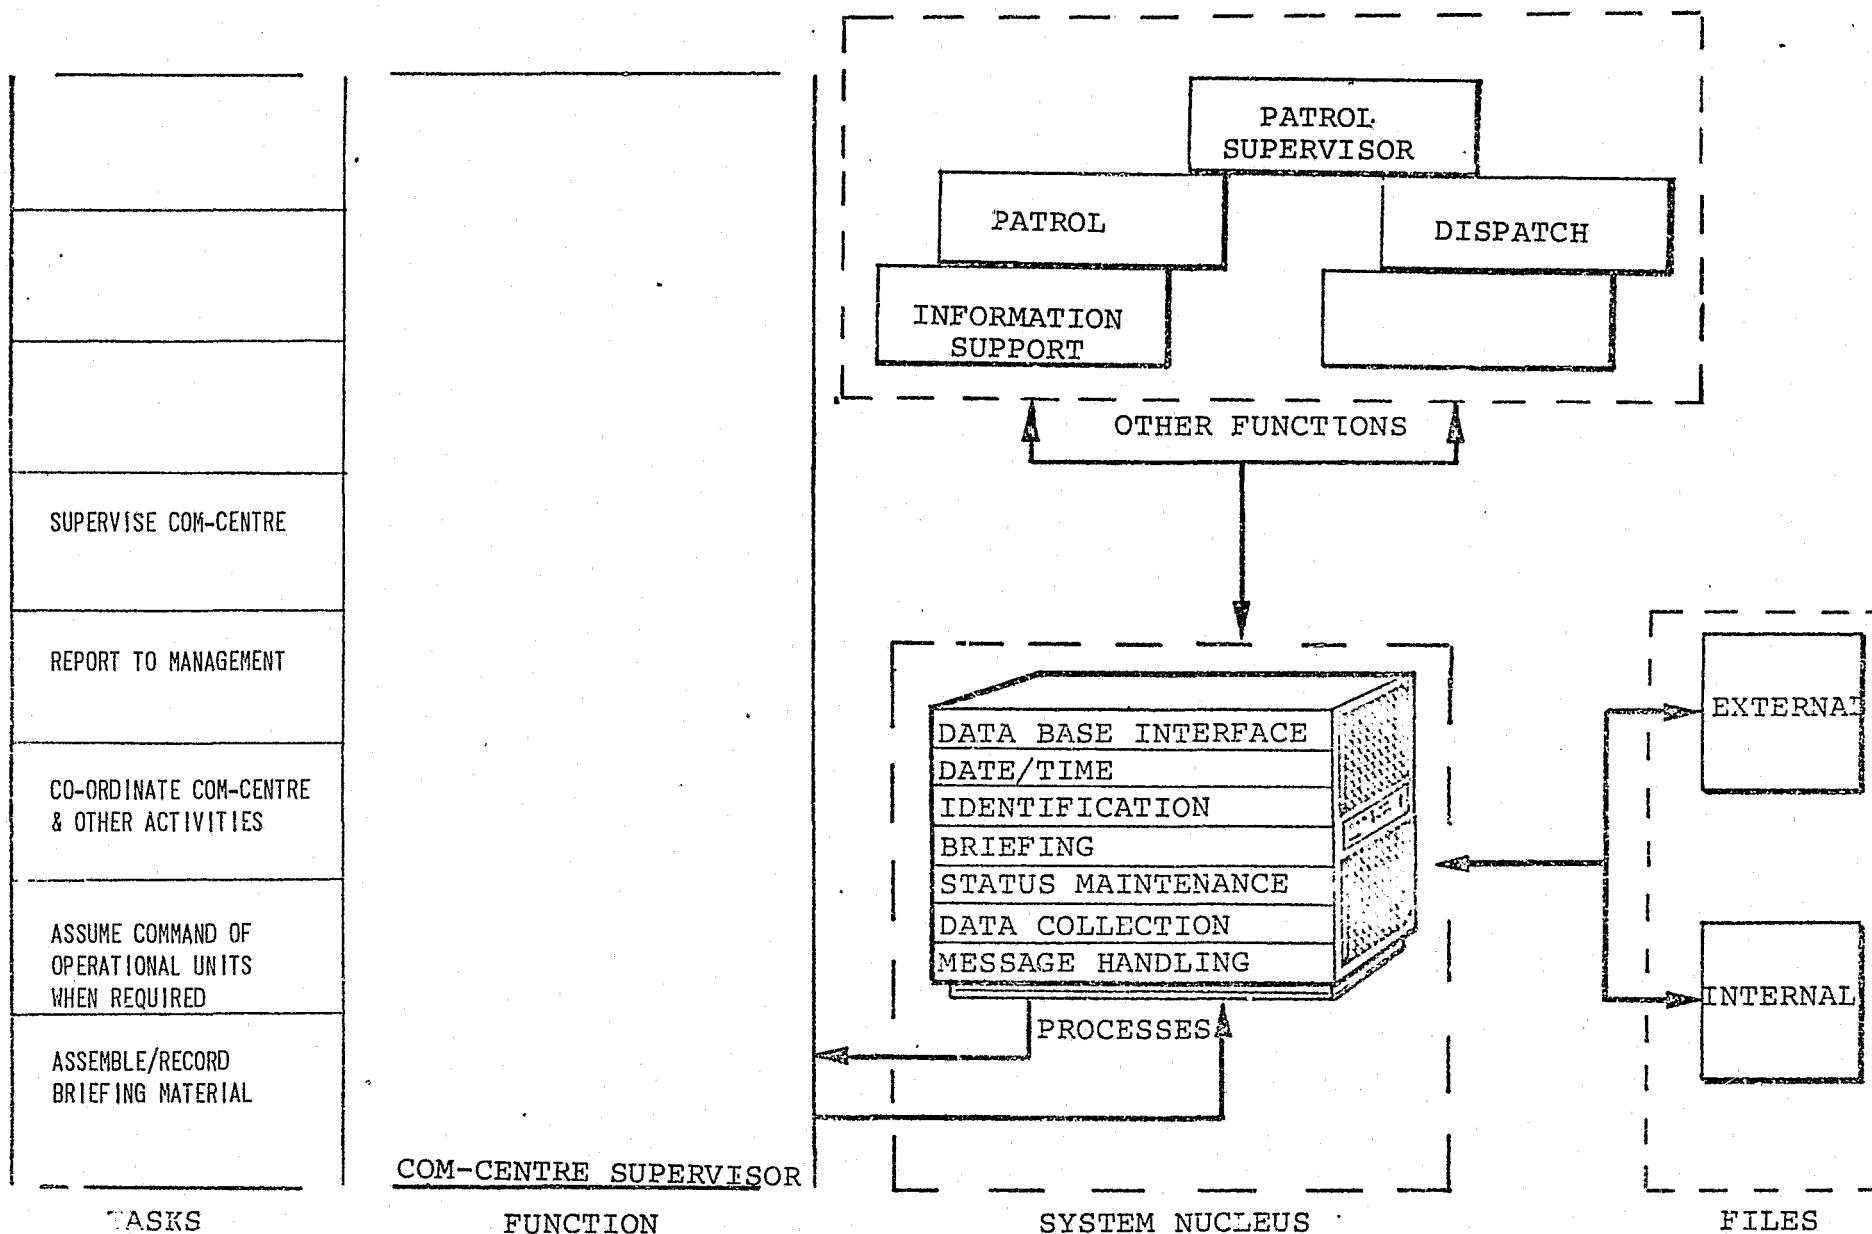 PATROL
SUPERVISOR
PATROL
DISPATCH
INFORMATION
SUPPORT
OTHER FUNCTIONS
SUPERVISE COM-CENTRE
REPORT TO MANAGEMENT
CO-ORDINATE COM-CENTRE
& OTHER ACTIVITIES
ASSUME COMMAND OF
OPERATIONAL UNITS
WHEN REQUIRED
ASSEMBLE/RECORD
BRIEFING MATERIAL
COM-CENTRE SUPERVISOR
DATA BASE INTERFACE
DATE/TIME
IDENTIFICATION
BRIEFING
STATUS MAINTENANCE
DATA COLLECTION
MESSAGE HANDLING
PROCESSES
EXTERNAL
INTERNAL
TASKS
FUNCTION
SYSTEM NUCLEUS
FILES